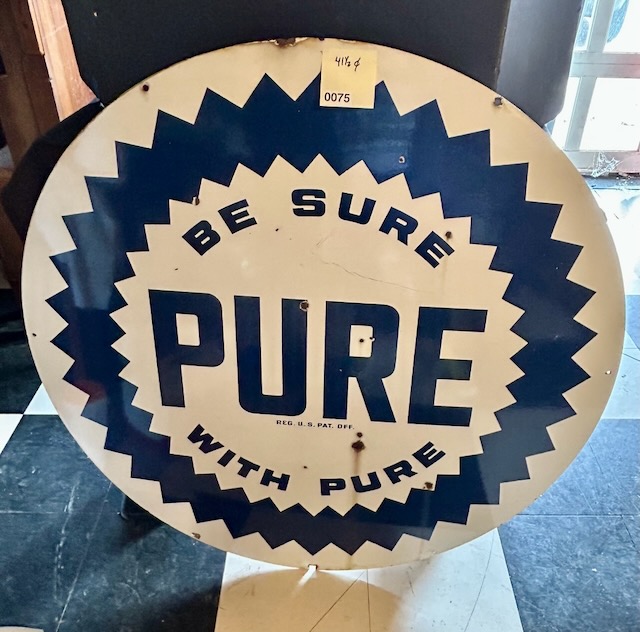 41½ ¢
0075
BE SURE
PURE
REG. U. S. PAT. OFF.
WITH PURE